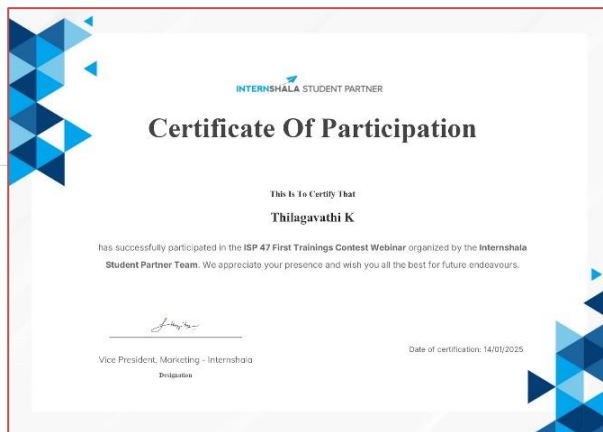 INTERNSHALA STUDENT PARTNER
Certificate Of Participation
This Is To Certify That
Thilagavathi K
has successfully participated in the ISP 47 First Trainings Contest Webinar organized by the Internshala
Student Partner Team. We appreciate your presence and wish you all the best for future endeavours.
Vice President, Marketing - Internshala
Date of certification: 14/01/2025
Designation